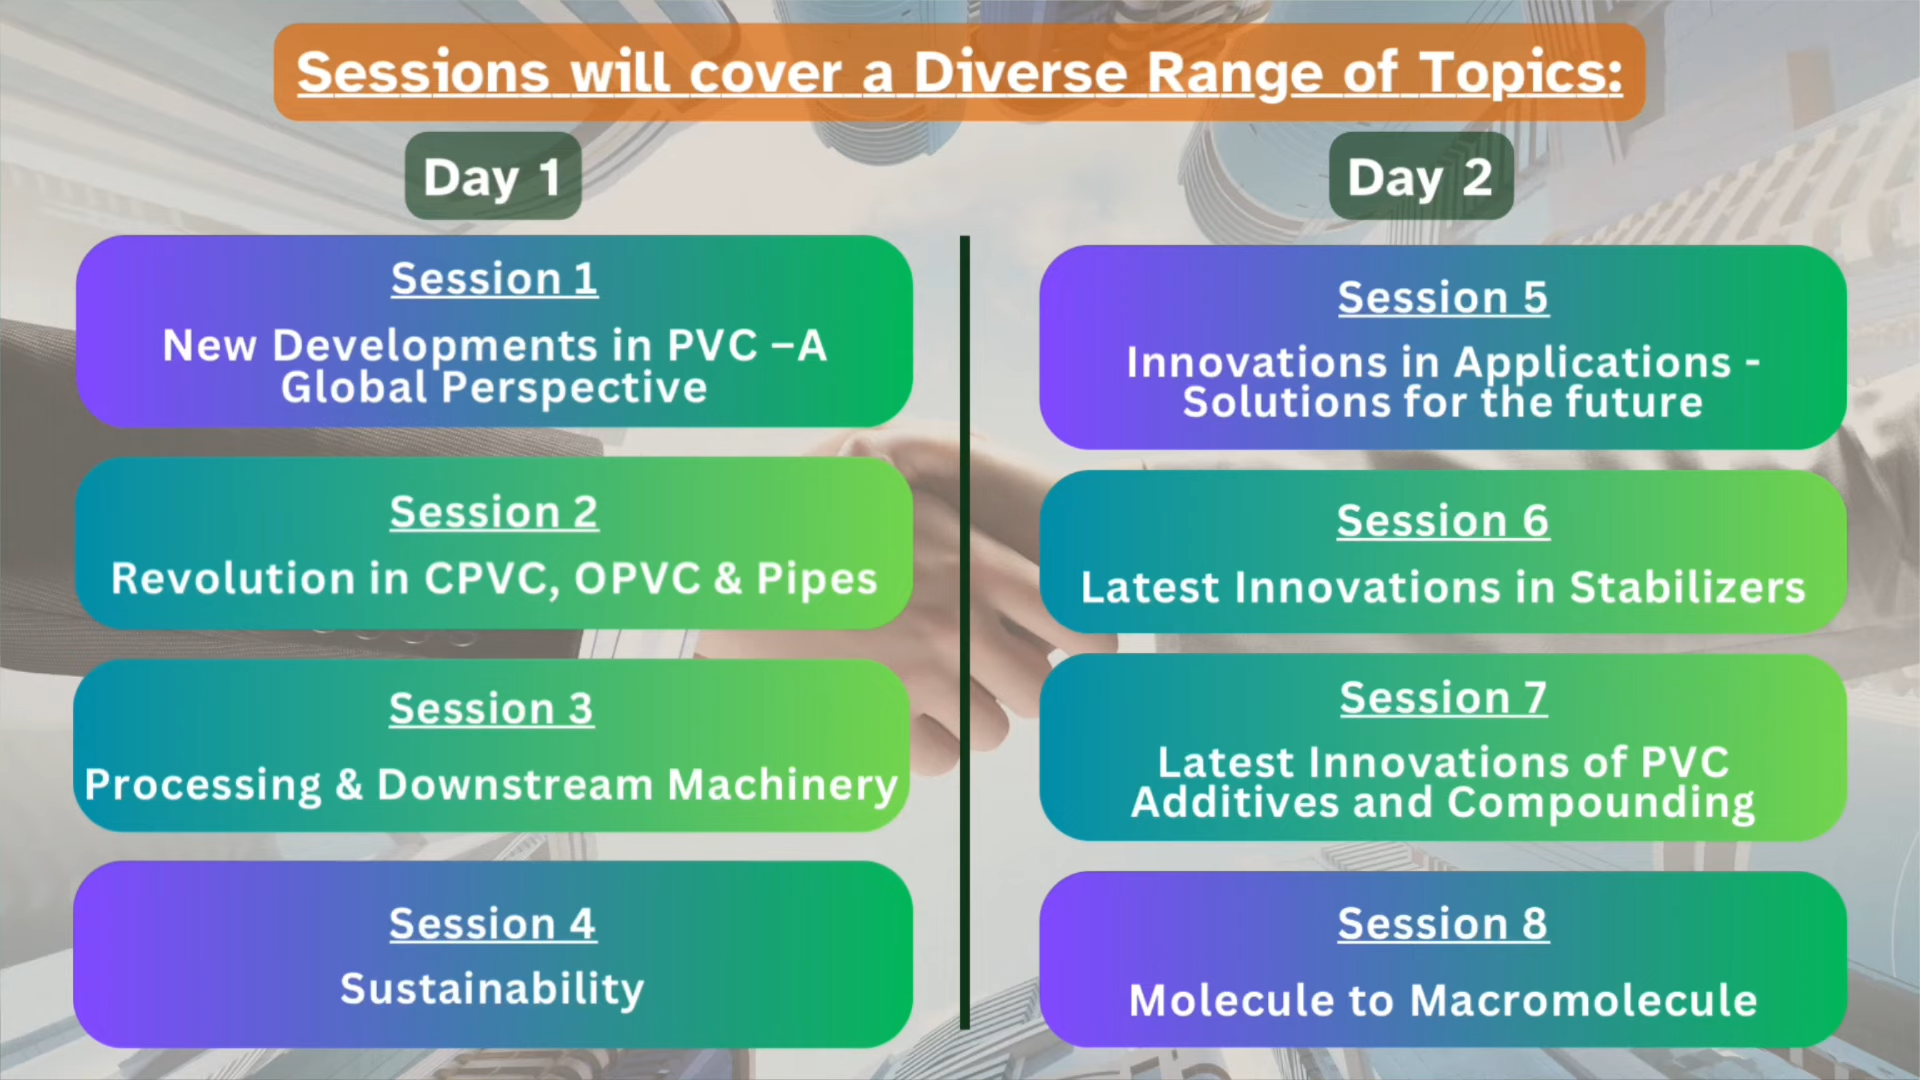 Sessions will cover a Diverse Range of Topics:
Day 1
Session 1
New Developments in PVC –A
Global Perspective
Session 2
Revolution in CPVC, OPVC & Pipes
Session 3
Processing & Downstream Machinery
Session 4
Sustainability
Day 2
Session 5
Innovations in Applications -
Solutions for the future
Session 6
Latest Innovations in Stabilizers
Session 7
Latest Innovations of PVC
Additives and Compounding
Session 8
Molecule to Macromolecule